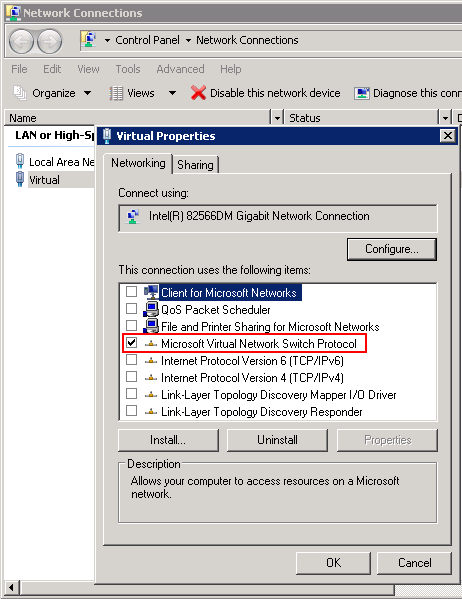 Network Connections
Control Panel Network Connections
File Edit View Tools Advanced Help
Organize Views Disable this network device Diagnose this conn
Name Status
LAN or High-Sp
Local Area Ne
Virtual
Virtual Properties
Networking Sharing
Connect using:
Intel(R) 82566DM Gigabit Network Connection
Configure...
This connection uses the following items:
Client for Microsoft Networks
QoS Packet Scheduler
File and Printer Sharing for Microsoft Networks
Microsoft Virtual Network Switch Protocol
Internet Protocol Version 6 (TCP/IPv6)
Internet Protocol Version 4 (TCP/IPv4)
Link-Layer Topology Discovery Mapper I/O Driver
Link-Layer Topology Discovery Responder
Install... Uninstall Properties
Description
Allows your computer to access resources on a Microsoft
network.
OK Cancel